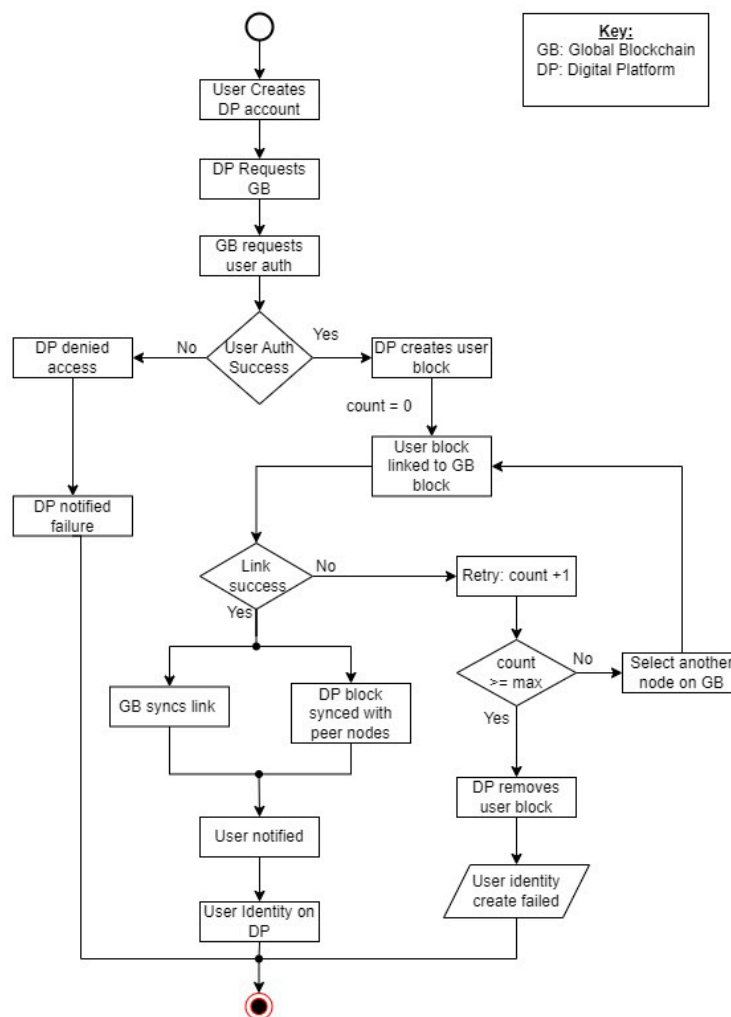 Key:
GB: Global Blockchain
DP: Digital Platform
User Creates
DP account
DP Requests
GB
GB requests
user auth
User Auth
Success
No
Yes
DP denied
access
DP creates user
block
count = 0
User block
linked to GB
block
DP notified
failure
Link
success
No
Yes
Retry: count +1
count
>= max
No
Yes
Select another
node on GB
GB syncs link
DP block
synced with
peer nodes
DP removes
user block
User notified
User identity
create failed
User Identity on
DP